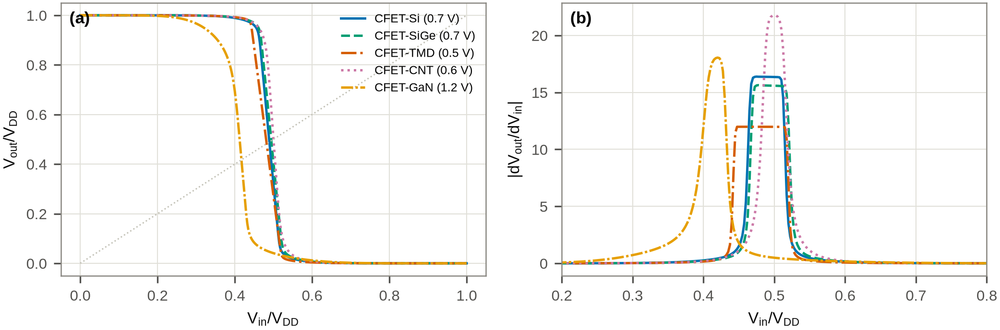 (a)
CFET-Si (0.7 V)
CFET-SiGe (0.7 V)
CFET-TMD (0.5 V)
CFET-CNT (0.6 V)
CFET-GaN (1.2 V)
1.0
0.8
0.6
0.4
0.2
0.0
Vout/VDD
0.0 0.2 0.4 0.6 0.8 1.0
Vin/VDD
(b)
20
15
10
5
0
|dVout/dVin|
0.2 0.3 0.4 0.5 0.6 0.7 0.8
Vin/VDD